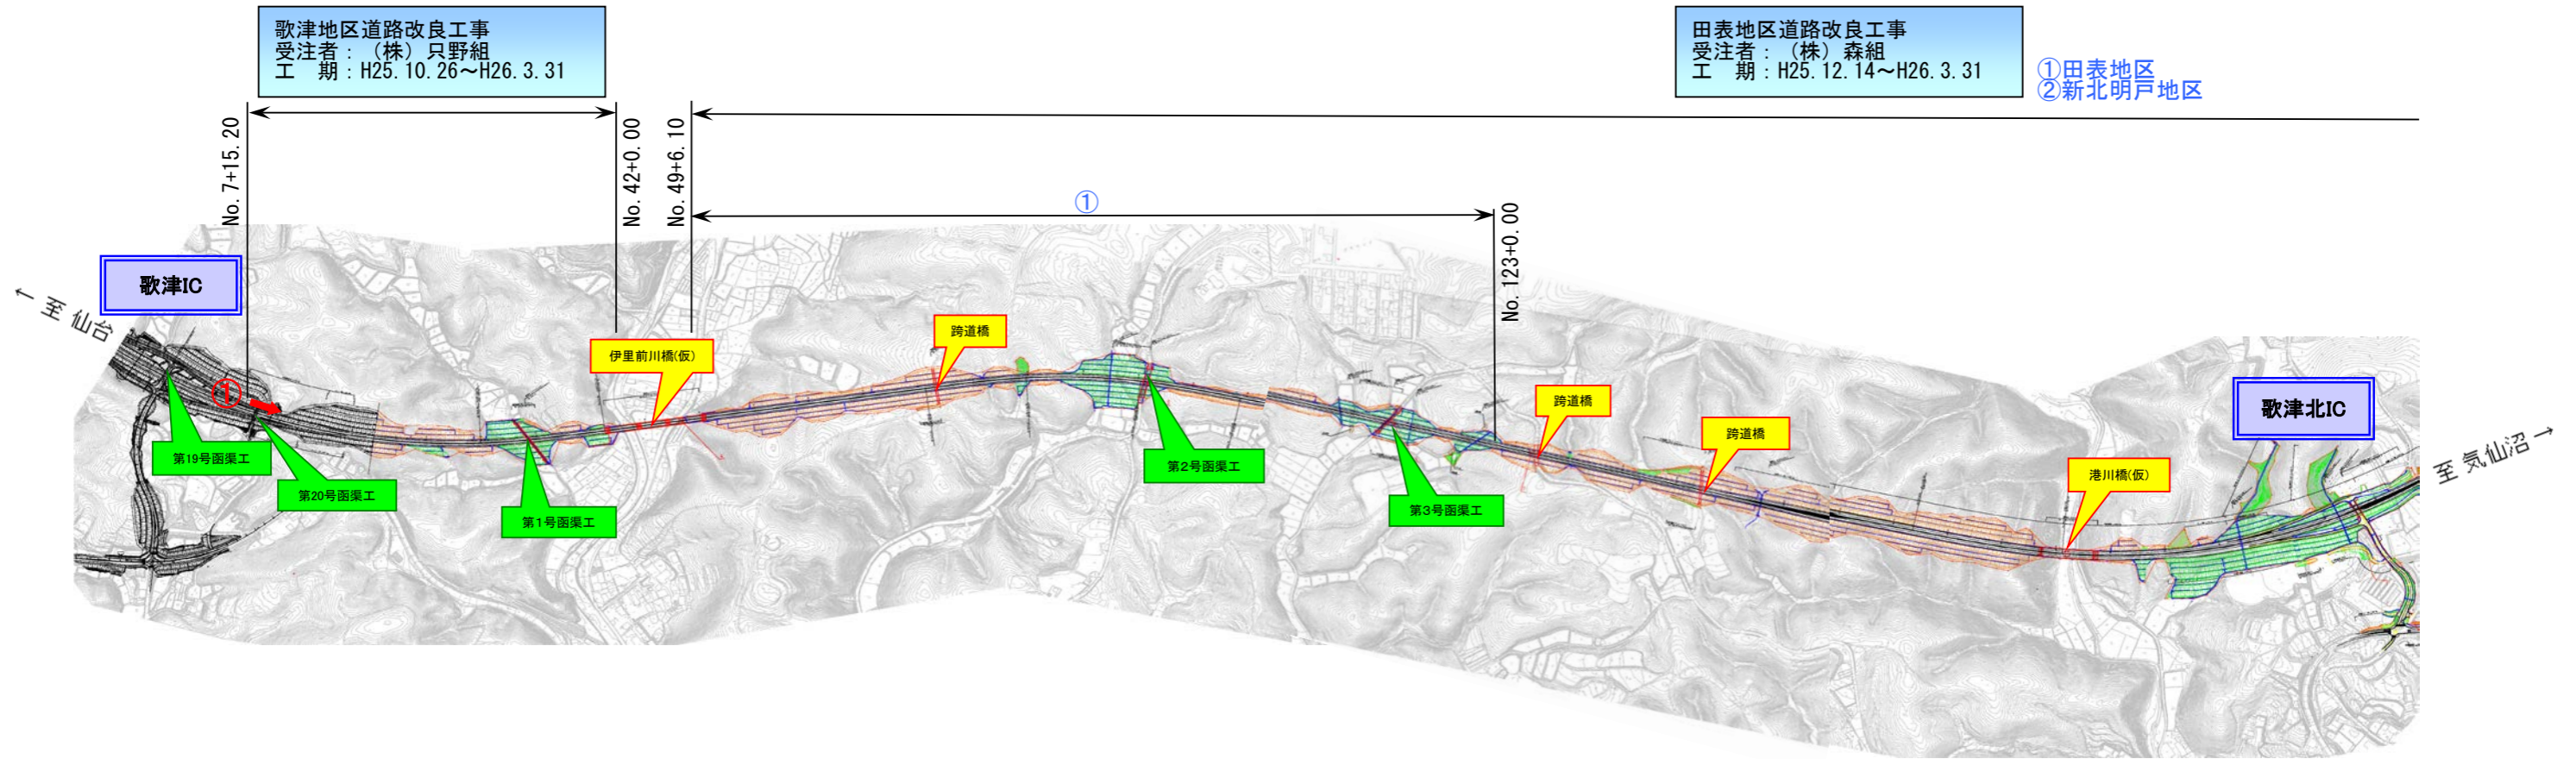 歌津地区道路改良工事
受注者：（株）只野組
工　期：H25.10.26～H26.3.31
田表地区道路改良工事
受注者：（株）森組
工　期：H25.12.14～H26.3.31
①田表地区
②新北明戸地区
No.7+15.20
No.42+0.00
No.49+6.10
①
No.123+0.00
歌津IC
← 至 仙台
①
第19号函渠工
第20号函渠工
第1号函渠工
伊里前川橋(仮)
跨道橋
第2号函渠工
第3号函渠工
跨道橋
跨道橋
港川橋(仮)
歌津北IC
至 気仙沼 →